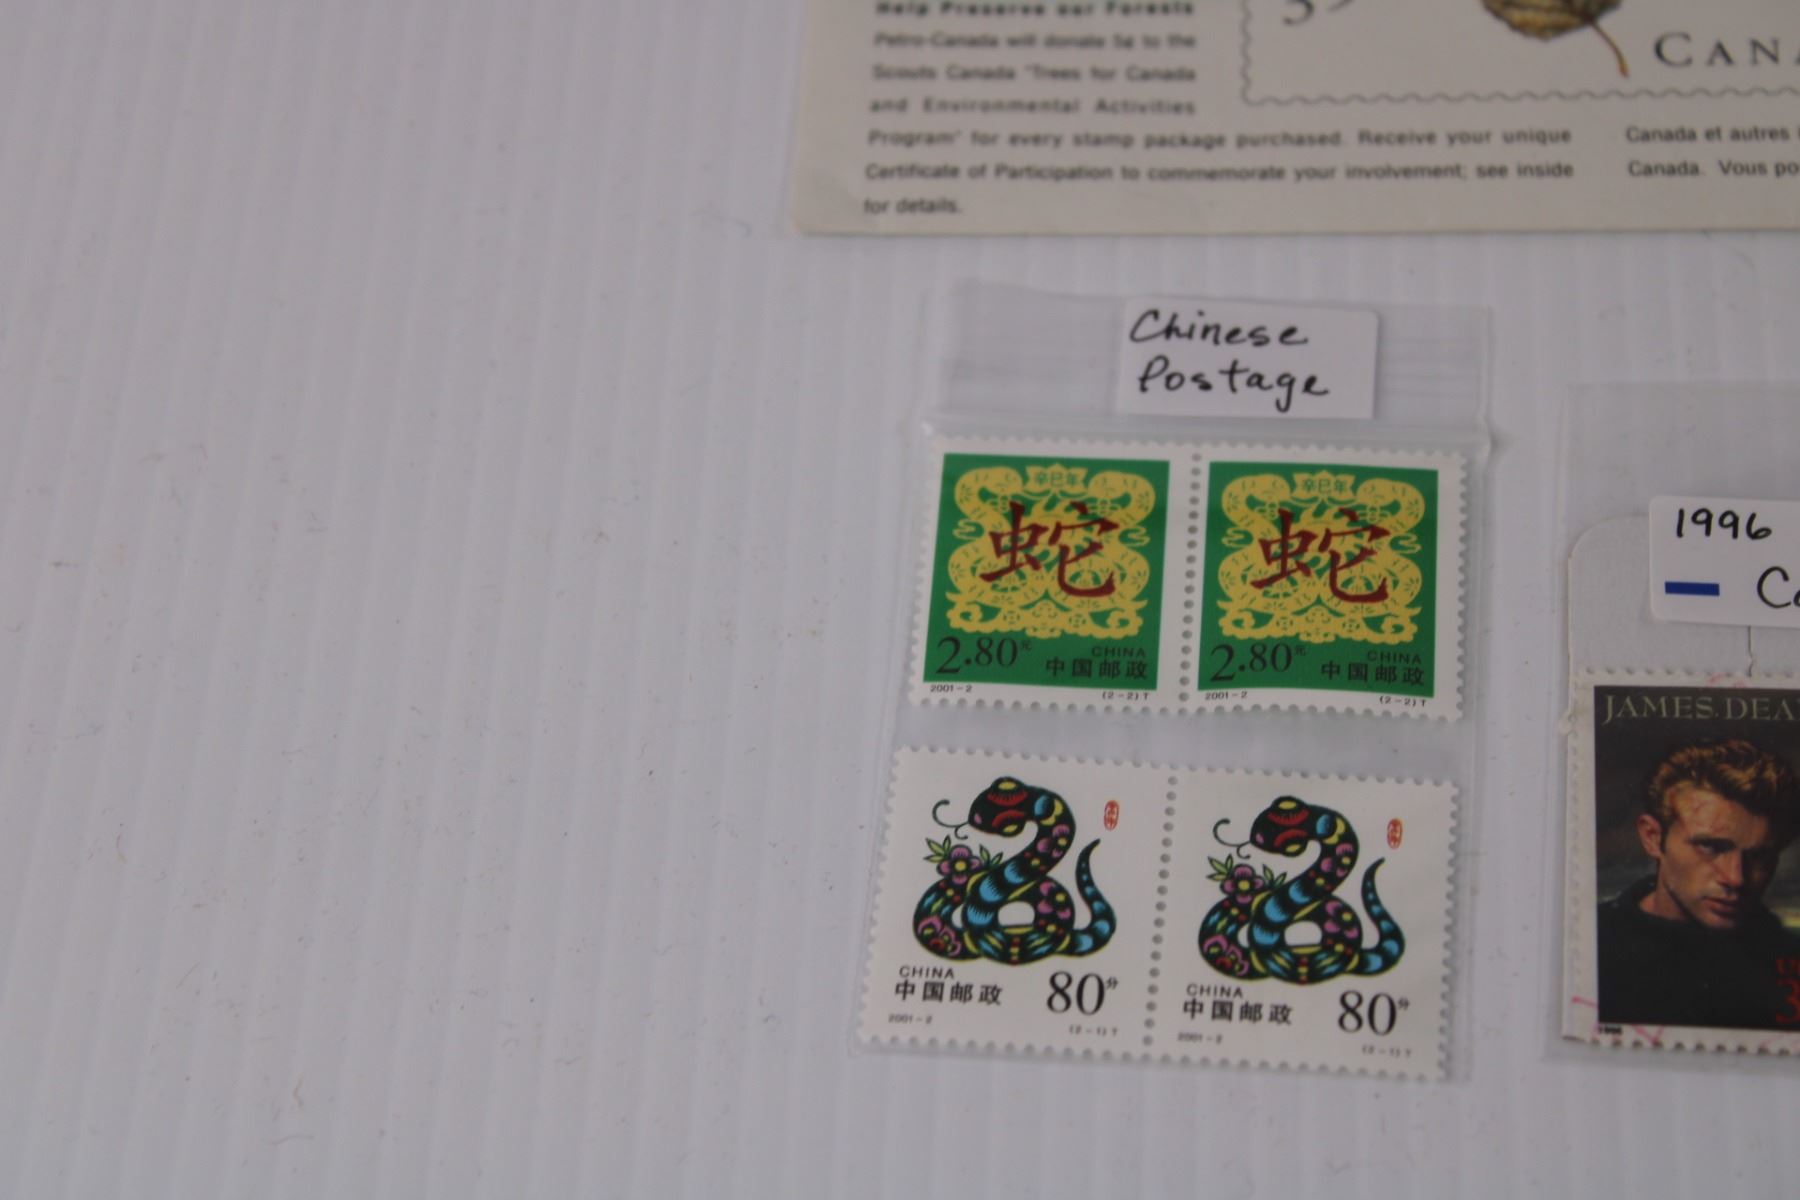 Help Preserve our Forests
Petro-Canada will donate 5¢ to the
Scouts Canada "Trees for Canada
and Environmental Activities
Program" for every stamp package purchased. Receive your unique
Certificate of Participation to commemorate your involvement; see inside
for details.
CANA
Canada et autres
Canada. Vous po
Chinese
Postage
辛巳年
蛇
2.80元
CHINA
中国邮政
2001-2
(2-2)T
辛巳年
蛇
2.80元
CHINA
中国邮政
2001-2
(2-2)T
CHINA
中国邮政
80分
2001-2
(2-1)T
CHINA
中国邮政
80分
2001-2
(2-1)T
1996
JAMES DEA
1996